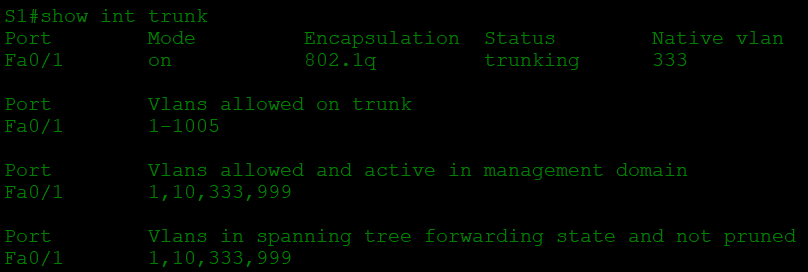 S1#show int trunk
Port Mode Encapsulation Status Native vlan
Fa0/1 on 802.1q trunking 333
Port Vlans allowed on trunk
Fa0/1 1-1005
Port Vlans allowed and active in management domain
Fa0/1 1,10,333,999
Port Vlans in spanning tree forwarding state and not pruned
Fa0/1 1,10,333,999